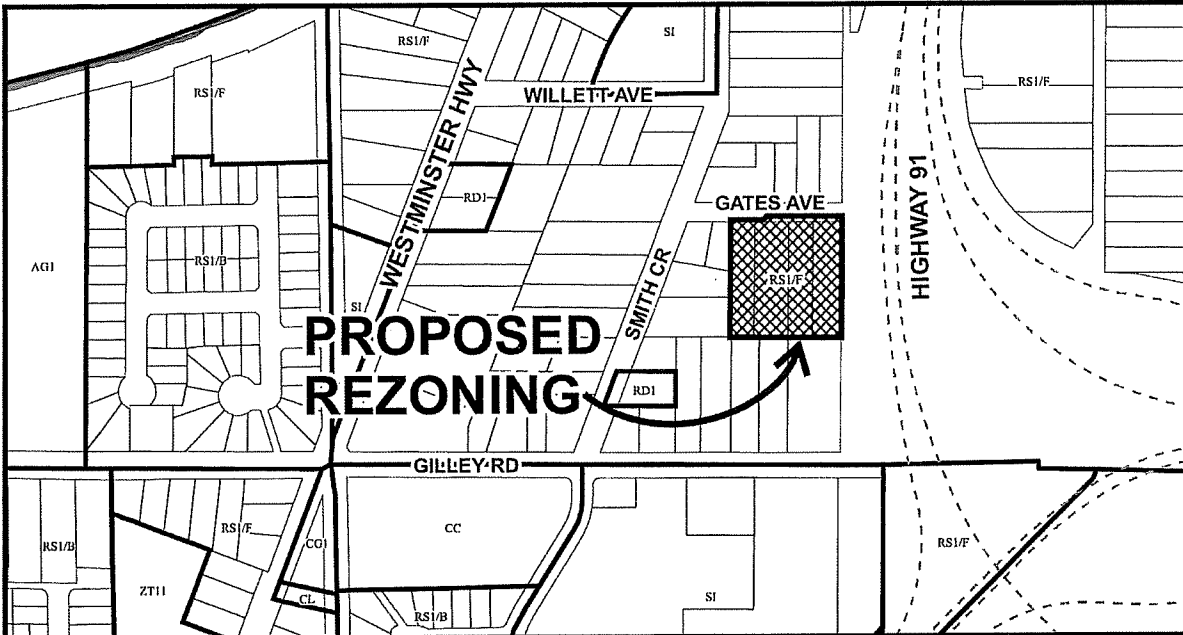 RS1/F
SI
RS1/F
RS1/F
WILLETT AVE
WESTMINSTER HWY
RD1
GATES AVE
HIGHWAY 91
AG1
RS1/B
RS1/F
SMITH CR
SI
PROPOSED
REZONING
RD1
GILLEY RD
RS1/F
CC
RS1/B
CG1
RS1/F
ZT11
CL
SI
RS1/B